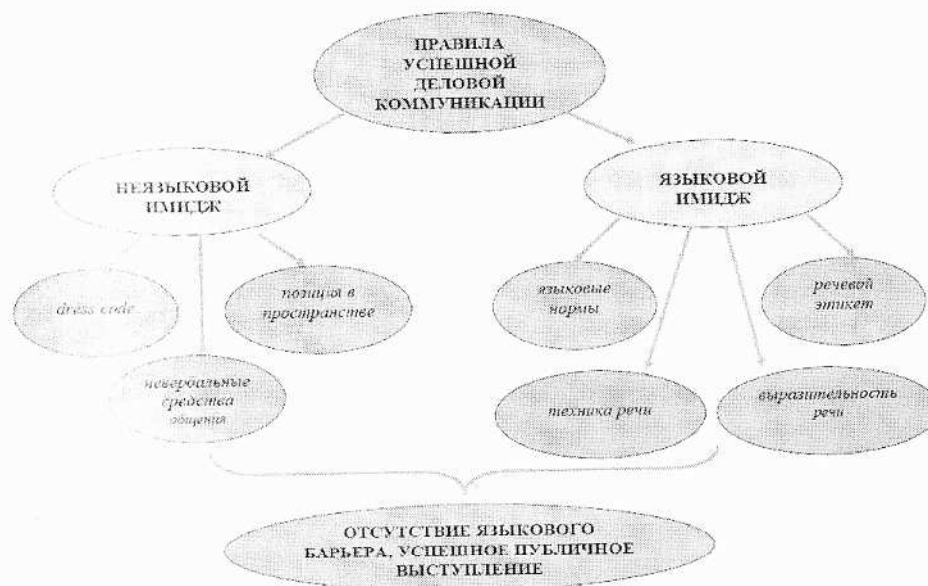 ПРАВИЛА
УСПЕШНОЙ
ДЕЛОВОЙ
КОММУНИКАЦИИ
НЕЯЗЫКОВОЙ
ИМИДЖ
ЯЗЫКОВОЙ
ИМИДЖ
dress code
позиция в
пространстве
языковые
нормы
речевой
этикет
невербальные
средства
общения
техника речи
выразительность
речи
ОТСУТСТВИЕ ЯЗЫКОВОГО
БАРЬЕРА, УСПЕШНОЕ ПУБЛИЧНОЕ
ВЫСТУПЛЕНИЕ